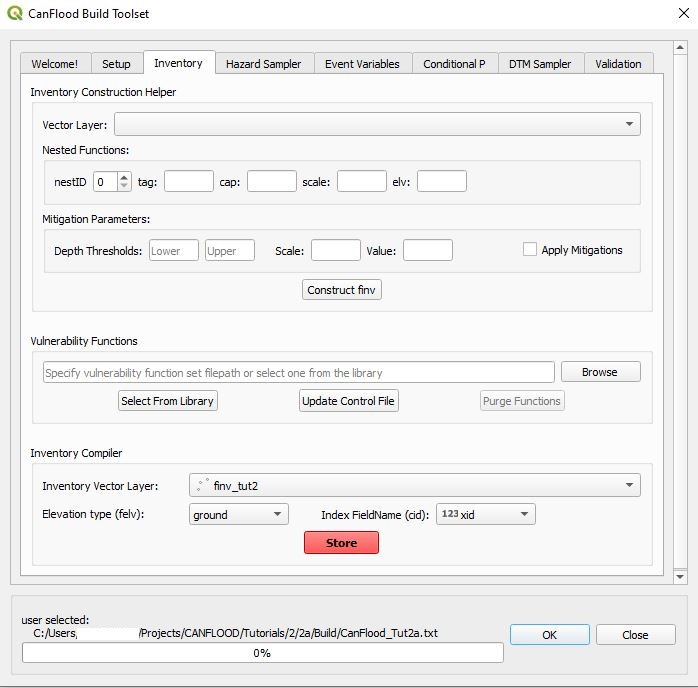 CanFlood Build Toolset
Welcome! Setup Inventory Hazard Sampler Event Variables Conditional P DTM Sampler Validation
Inventory Construction Helper
Vector Layer:
Nested Functions:
nestID 0 tag: cap: scale: elv:
Mitigation Parameters:
Depth Thresholds: Lower Upper Scale: Value: Apply Mitigations
Construct finv
Vulnerability Functions
Specify vulnerability function set filepath or select one from the library Browse
Select From Library Update Control File Purge Functions
Inventory Compiler
Inventory Vector Layer: finv_tut2
Elevation type (felv): ground Index FieldName (cid): 123 xid
Store
user selected:
C:/Users/ /Projects/CANFLOOD/Tutorials/2/2a/Build/CanFlood_Tut2a.txt
0%
OK Close